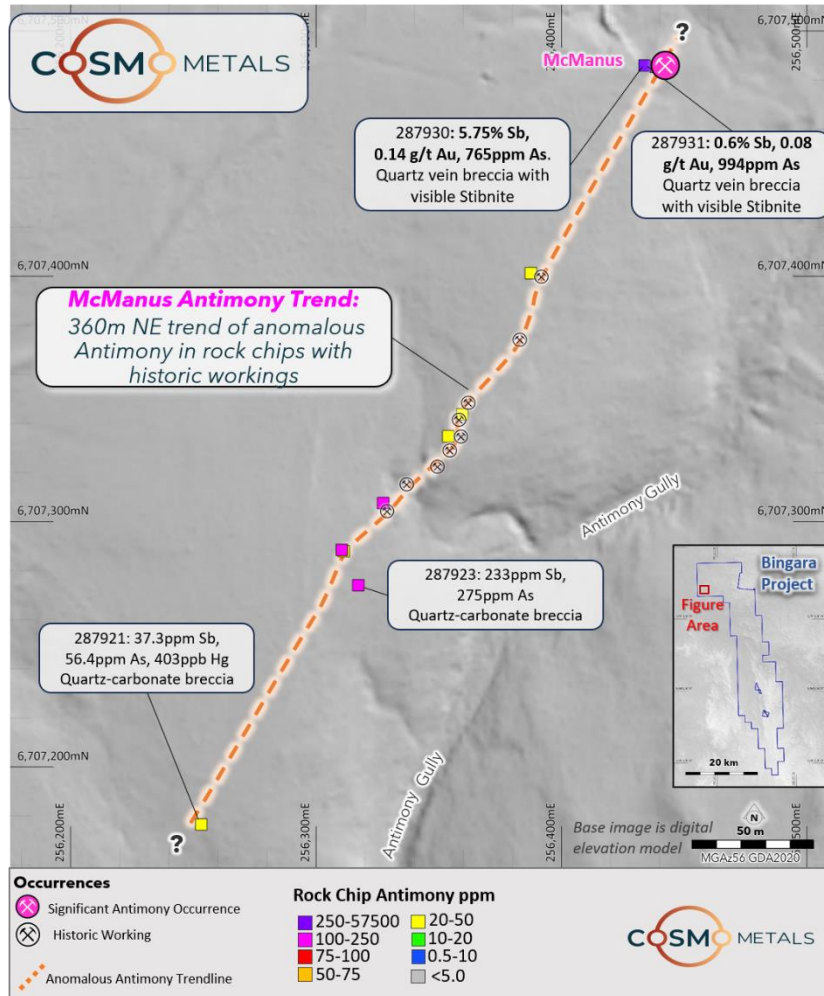 6,707,500mN
256,200mE
256,400mE
256,500mE
?
COSMO
METALS
McManus
287930: 5.75% Sb,
0.14 g/t Au, 765ppm As.
Quartz vein breccia with
visible Stibnite
287931: 0.6% Sb, 0.08
g/t Au, 994ppm As
Quartz vein breccia
with visible Stibnite
6,707,400mN
6,707,400mN
McManus Antimony Trend:
360m NE trend of anomalous
Antimony in rock chips with
historic workings
6,707,300mN
6,707,300mN
Antimony Gully
287923: 233ppm Sb,
275ppm As
Quartz-carbonate breccia
287921: 37.3ppm Sb,
56.4ppm As, 403ppb Hg
Quartz-carbonate breccia
Bingara
Project
Figure
Area
20 km
6,707,200mN
Antimony Gully
?
256,200mE
256,300mE
256,400mE
Base image is digital
elevation model
N
50 m
MGAz56 GDA2020
Occurrences
Significant Antimony Occurrence
Historic Working
Anomalous Antimony Trendline
Rock Chip Antimony ppm
250-57500
100-250
75-100
50-75
20-50
10-20
0.5-10
<5.0
COSMO
METALS